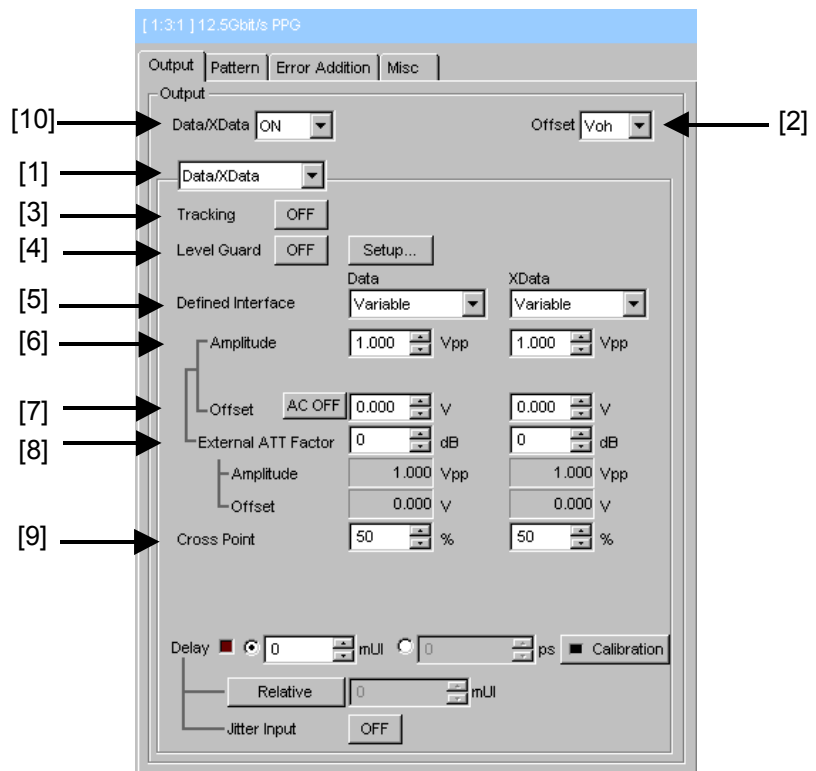 [ 1:3:1 ] 12.5Gbit/s PPG
Output Pattern Error Addition Misc
Output
[10] Data/XData ON Offset Voh [2]
[1] Data/XData
[3] Tracking OFF
[4] Level Guard OFF Setup...
Data XData
[5] Defined Interface Variable Variable
[6] Amplitude 1.000 Vpp 1.000 Vpp
[7] Offset AC OFF 0.000 V 0.000 V
[8] External ATT Factor 0 dB 0 dB
Amplitude 1.000 Vpp 1.000 Vpp
Offset 0.000 V 0.000 V
[9] Cross Point 50 % 50 %
Delay 0 mUI 0 ps Calibration
Relative 0 mUI
Jitter Input OFF